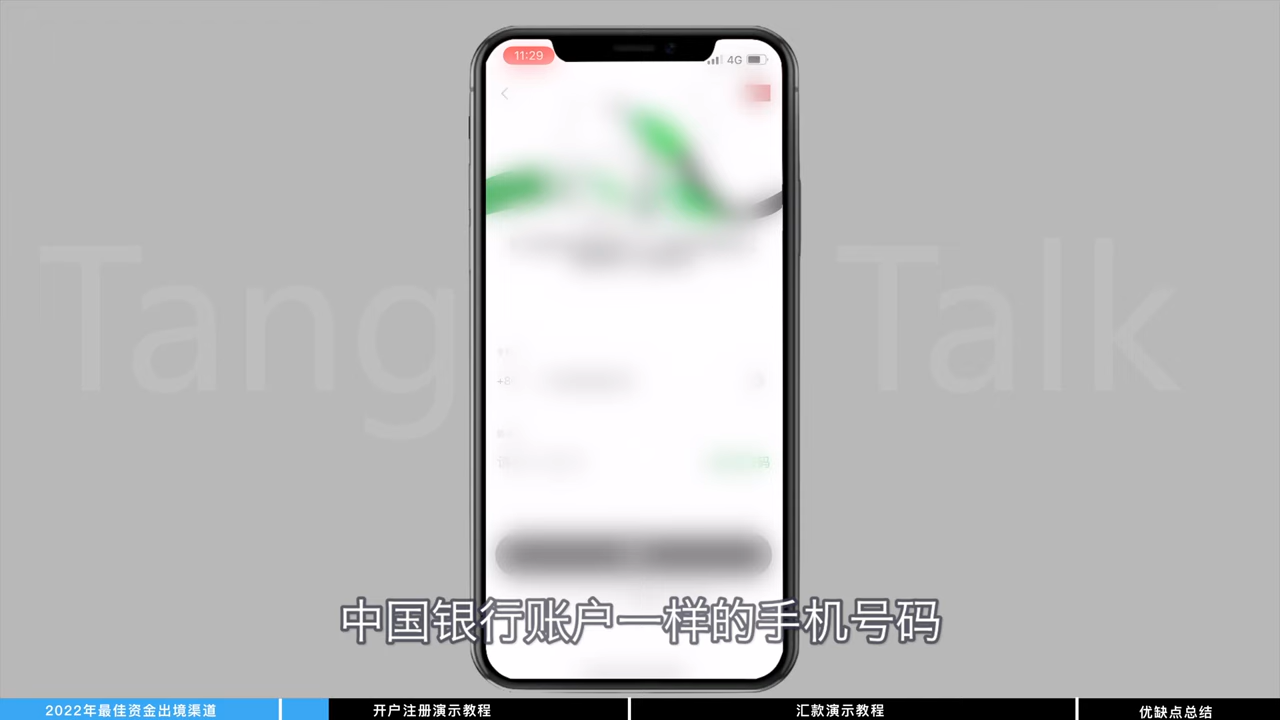 11:29
4G
Tang Talk
+8
码
中国银行账户一样的手机号码
2022年最佳资金出境渠道
开户注册演示教程
汇款演示教程
优缺点总结